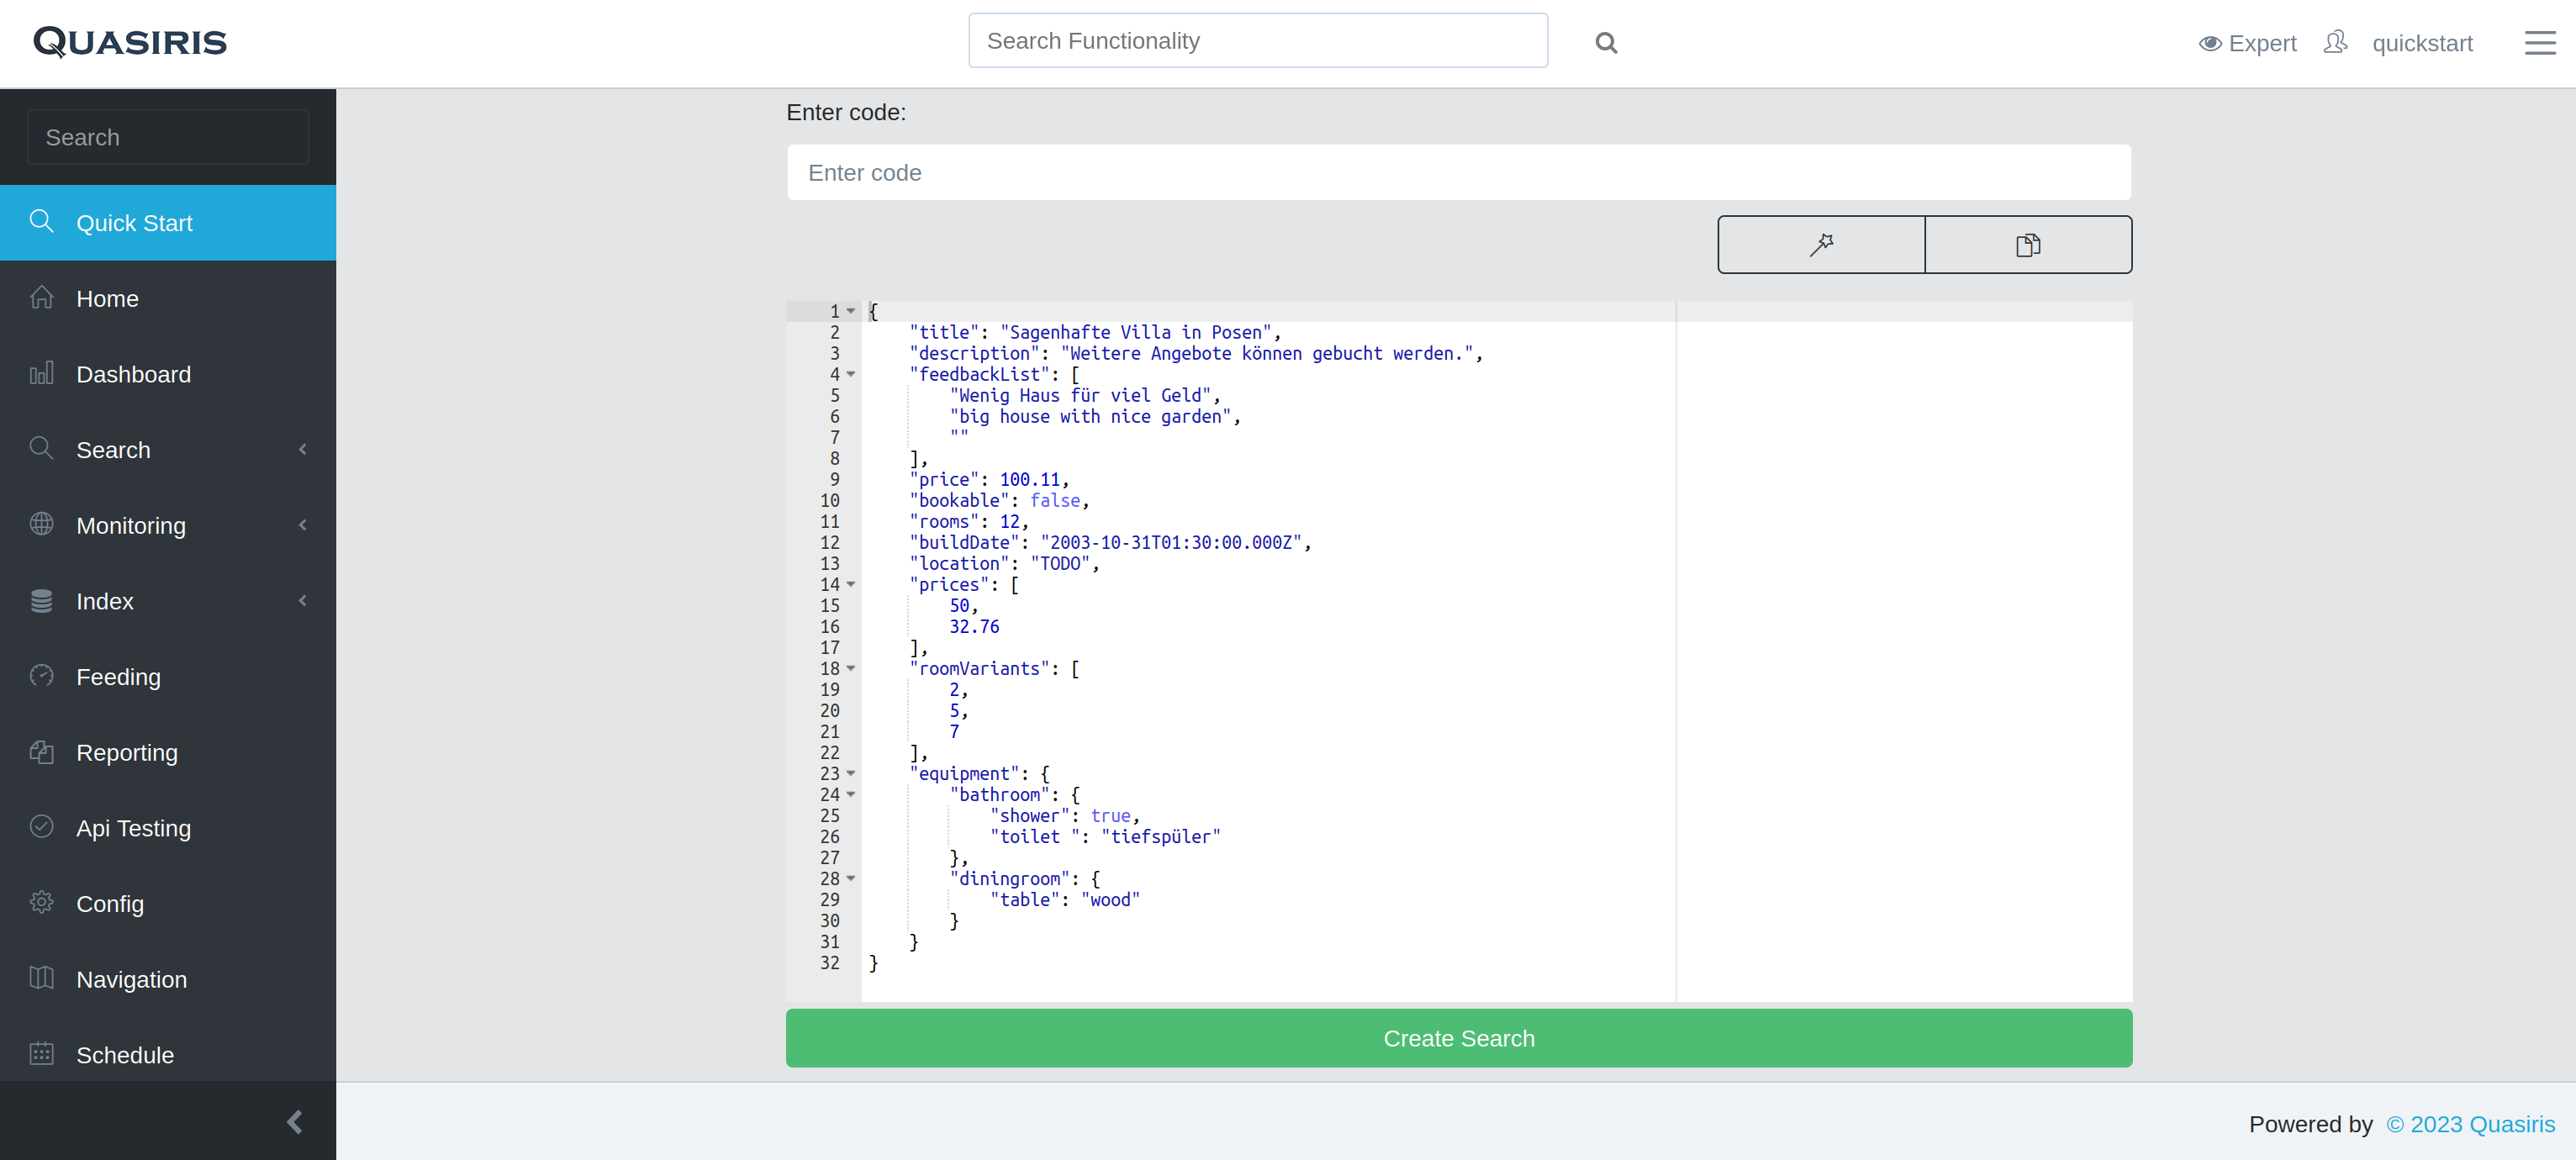 QUASIRIS
Search Functionality
Expert
quickstart
Search
Quick Start
Home
Dashboard
Search
Monitoring
Index
Feeding
Reporting
Api Testing
Config
Navigation
Schedule
Enter code:
Enter code
1 {
2     "title": "Sagenhafte Villa in Posen",
3     "description": "Weitere Angebote können gebucht werden.",
4     "feedbackList": [
5         "Wenig Haus für viel Geld",
6         "big house with nice garden",
7         ""
8     ],
9     "price": 100.11,
10     "bookable": false,
11     "rooms": 12,
12     "buildDate": "2003-10-31T01:30:00.000Z",
13     "location": "TODO",
14     "prices": [
15         50,
16         32.76
17     ],
18     "roomVariants": [
19         2,
20         5,
21         7
22     ],
23     "equipment": {
24         "bathroom": {
25             "shower": true,
26             "toilet ": "tiefspüler"
27         },
28         "diningroom": {
29             "table": "wood"
30         }
31     }
32 }
Create Search
Powered by © 2023 Quasiris